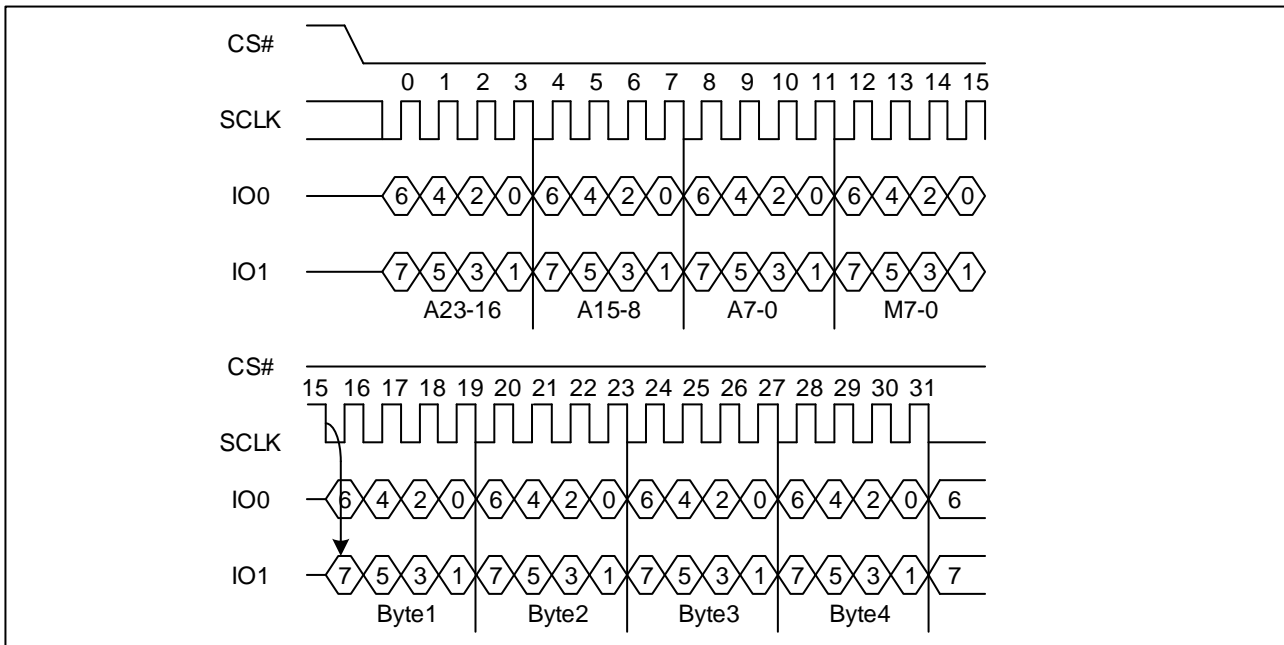 CS#
0 1 2 3 4 5 6 7 8 9 10 11 12 13 14 15
SCLK
IO0 6 4 2 0 6 4 2 0 6 4 2 0 6 4 2 0
IO1 7 5 3 1 7 5 3 1 7 5 3 1 7 5 3 1
A23-16 A15-8 A7-0 M7-0
CS#
15 16 17 18 19 20 21 22 23 24 25 26 27 28 29 30 31
SCLK
IO0 6 4 2 0 6 4 2 0 6 4 2 0 6 4 2 0 6
IO1 7 5 3 1 7 5 3 1 7 5 3 1 7 5 3 1 7
Byte1 Byte2 Byte3 Byte4